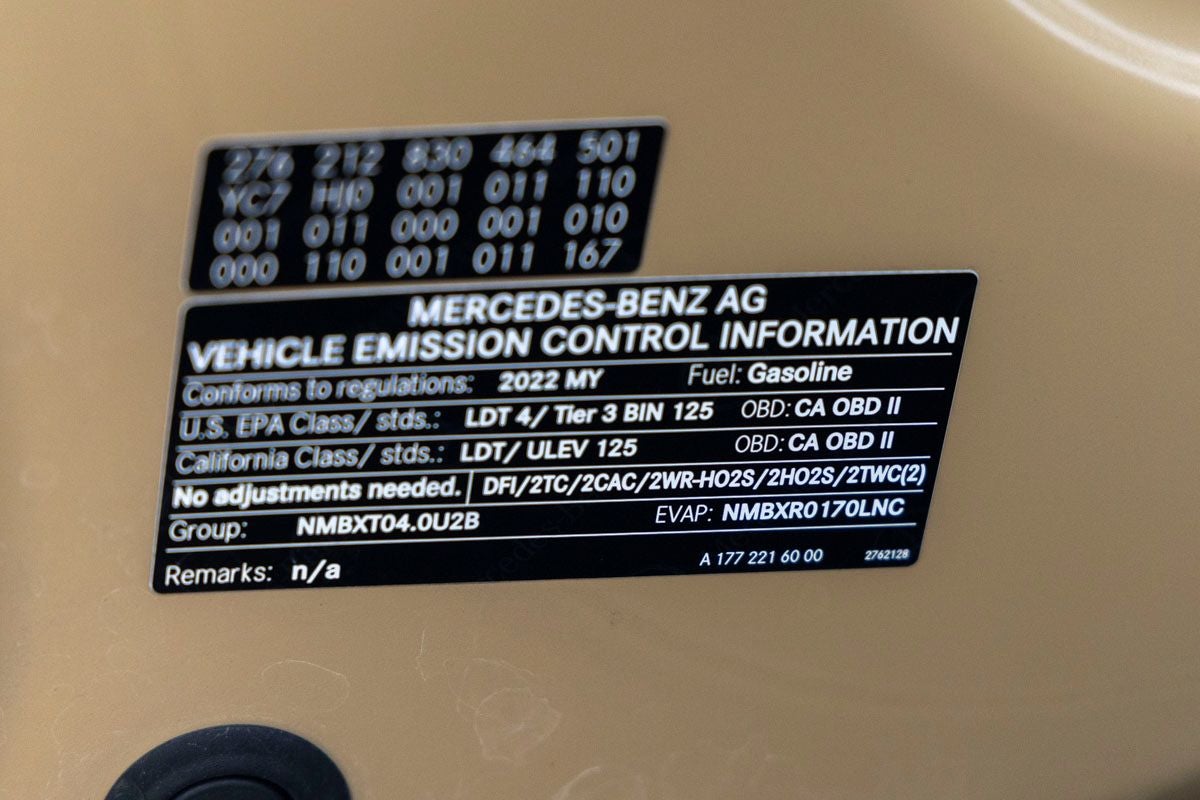 276 212 830 464 501
YC7 HJ0 001 011 110
001 011 000 001 010
000 110 001 011 167
MERCEDES-BENZ AG
VEHICLE EMISSION CONTROL INFORMATION
Conforms to regulations: 2022 MY Fuel: Gasoline
U.S. EPA Class/ stds.: LDT 4/ Tier 3 BIN 125 OBD: CA OBD II
California Class/ stds.: LDT/ ULEV 125 OBD: CA OBD II
No adjustments needed. DFI/2TC/2CAC/2WR-HO2S/2HO2S/2TWC(2)
Group: NMBXT04.0U2B EVAP: NMBXR0170LNC
Remarks: n/a A 177 221 60 00 2762128